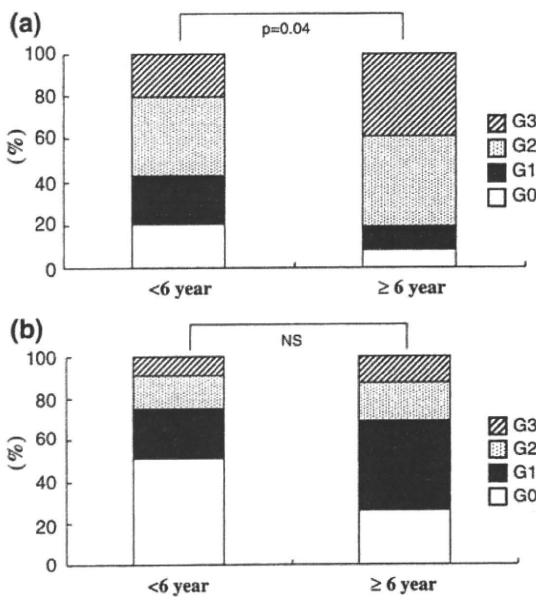 (a)
p=0.04
100
80
60
40
20
0
(%)
G3
G2
G1
G0
<6 year
≥ 6 year
(b)
NS
100
80
60
40
20
0
(%)
G3
G2
G1
G0
<6 year
≥ 6 year